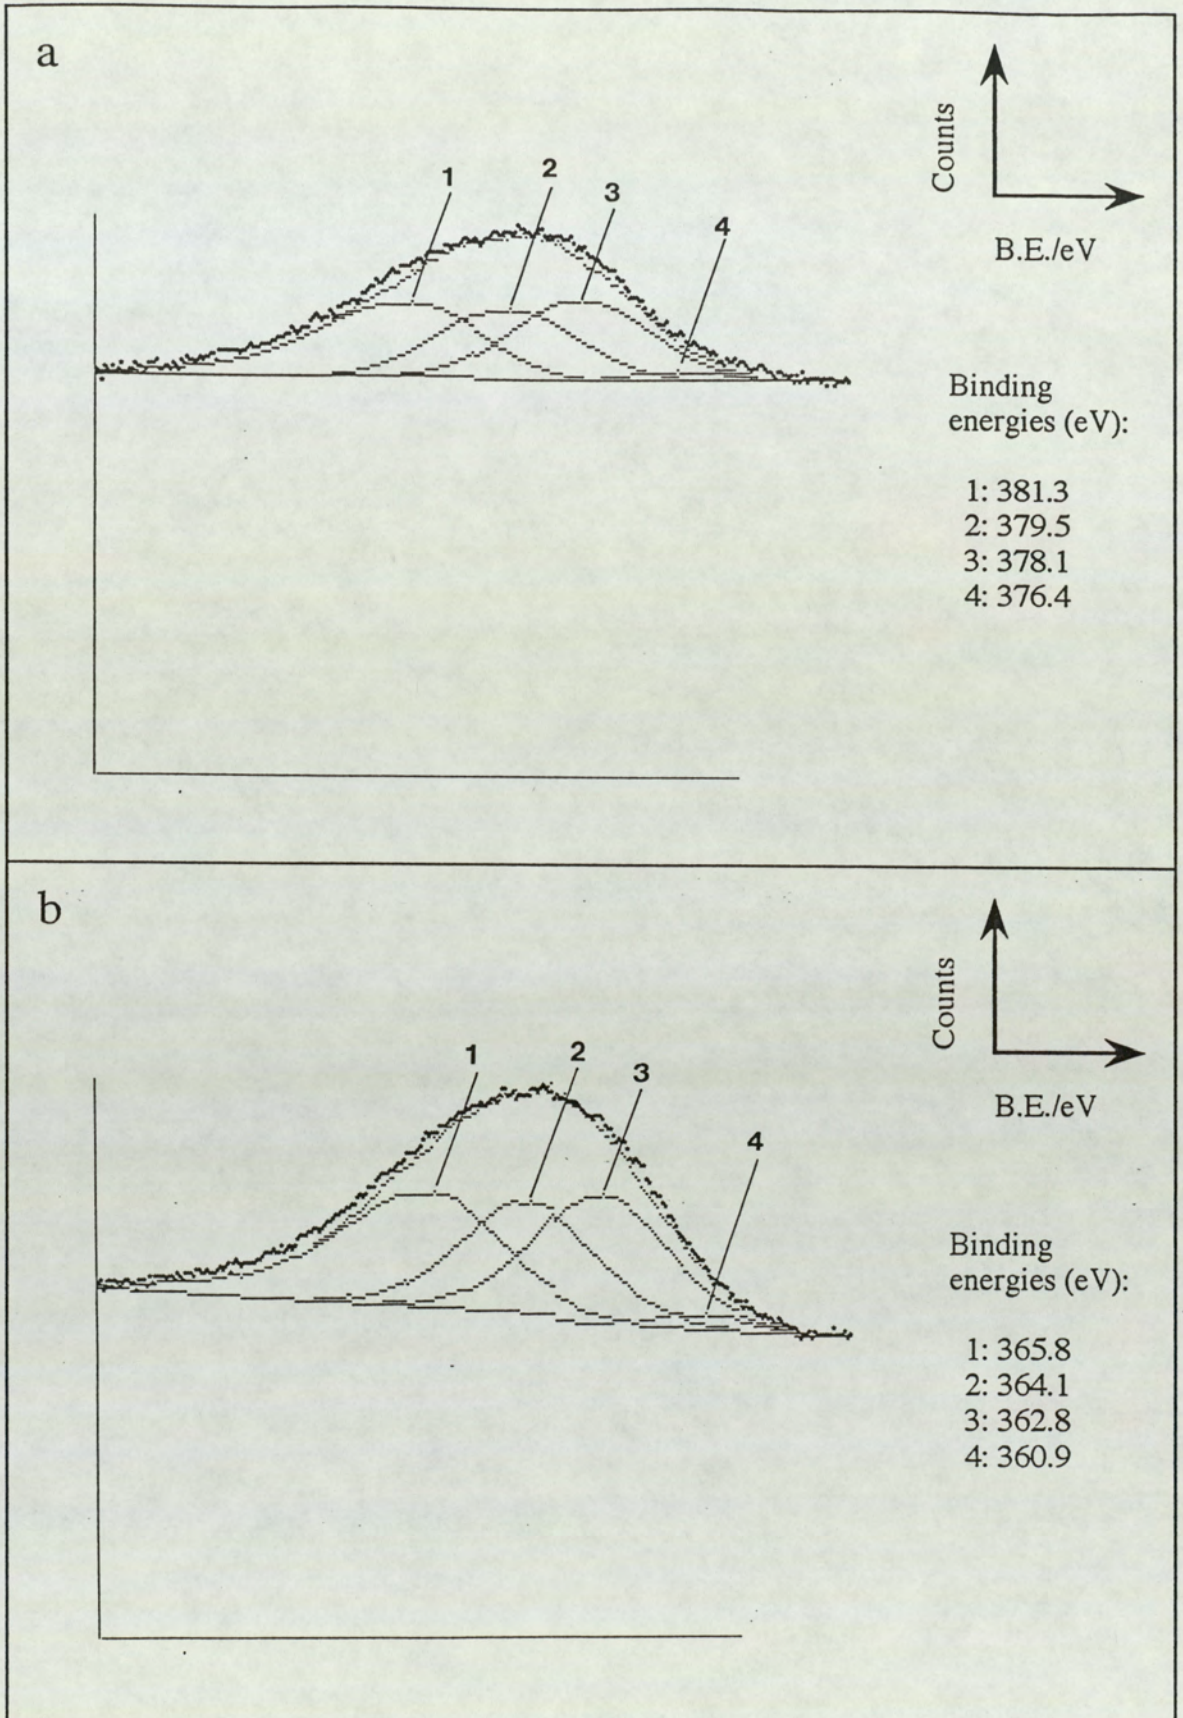 a
Counts
B.E./eV
1
2
3
4
Binding
energies (eV):
1: 381.3
2: 379.5
3: 378.1
4: 376.4
b
Counts
B.E./eV
1
2
3
4
Binding
energies (eV):
1: 365.8
2: 364.1
3: 362.8
4: 360.9